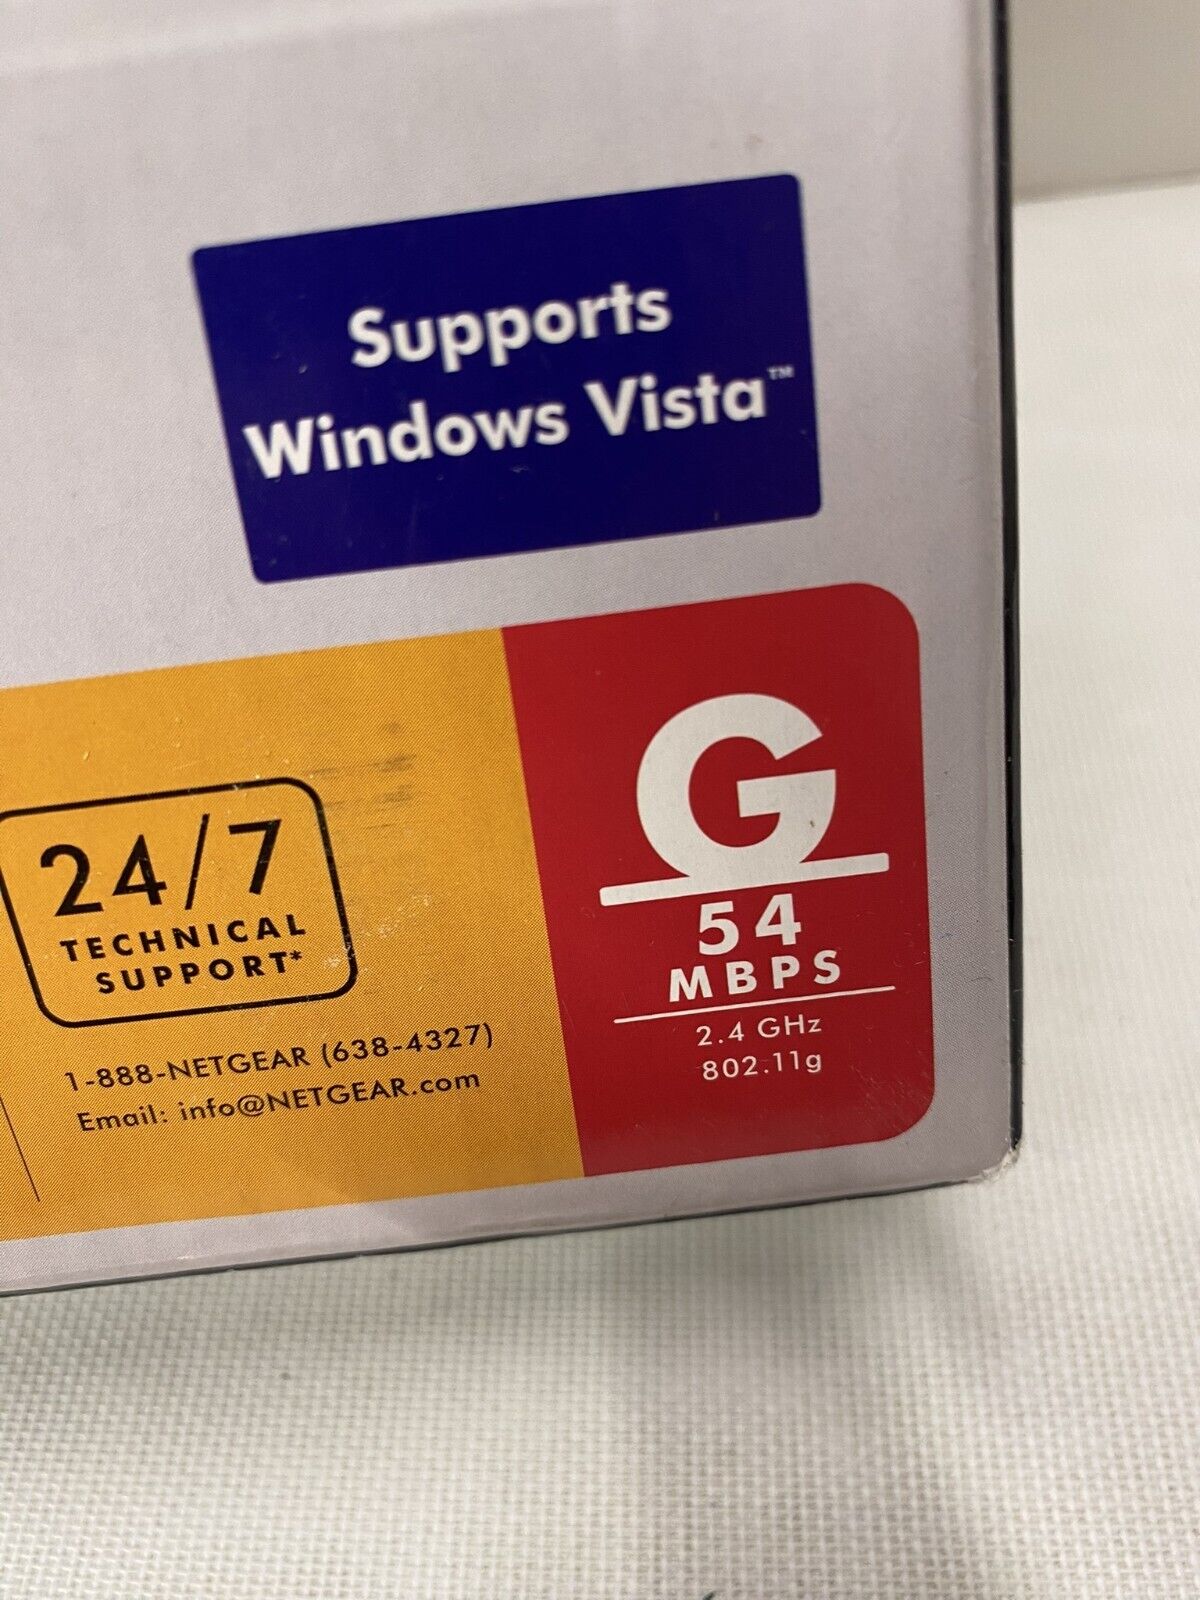 Supports
Windows Vista™
24/7
TECHNICAL
SUPPORT*
1-888-NETGEAR (638-4327)
Email: info@NETGEAR.com
G
54
MBPS
2.4 GHz
802.11g